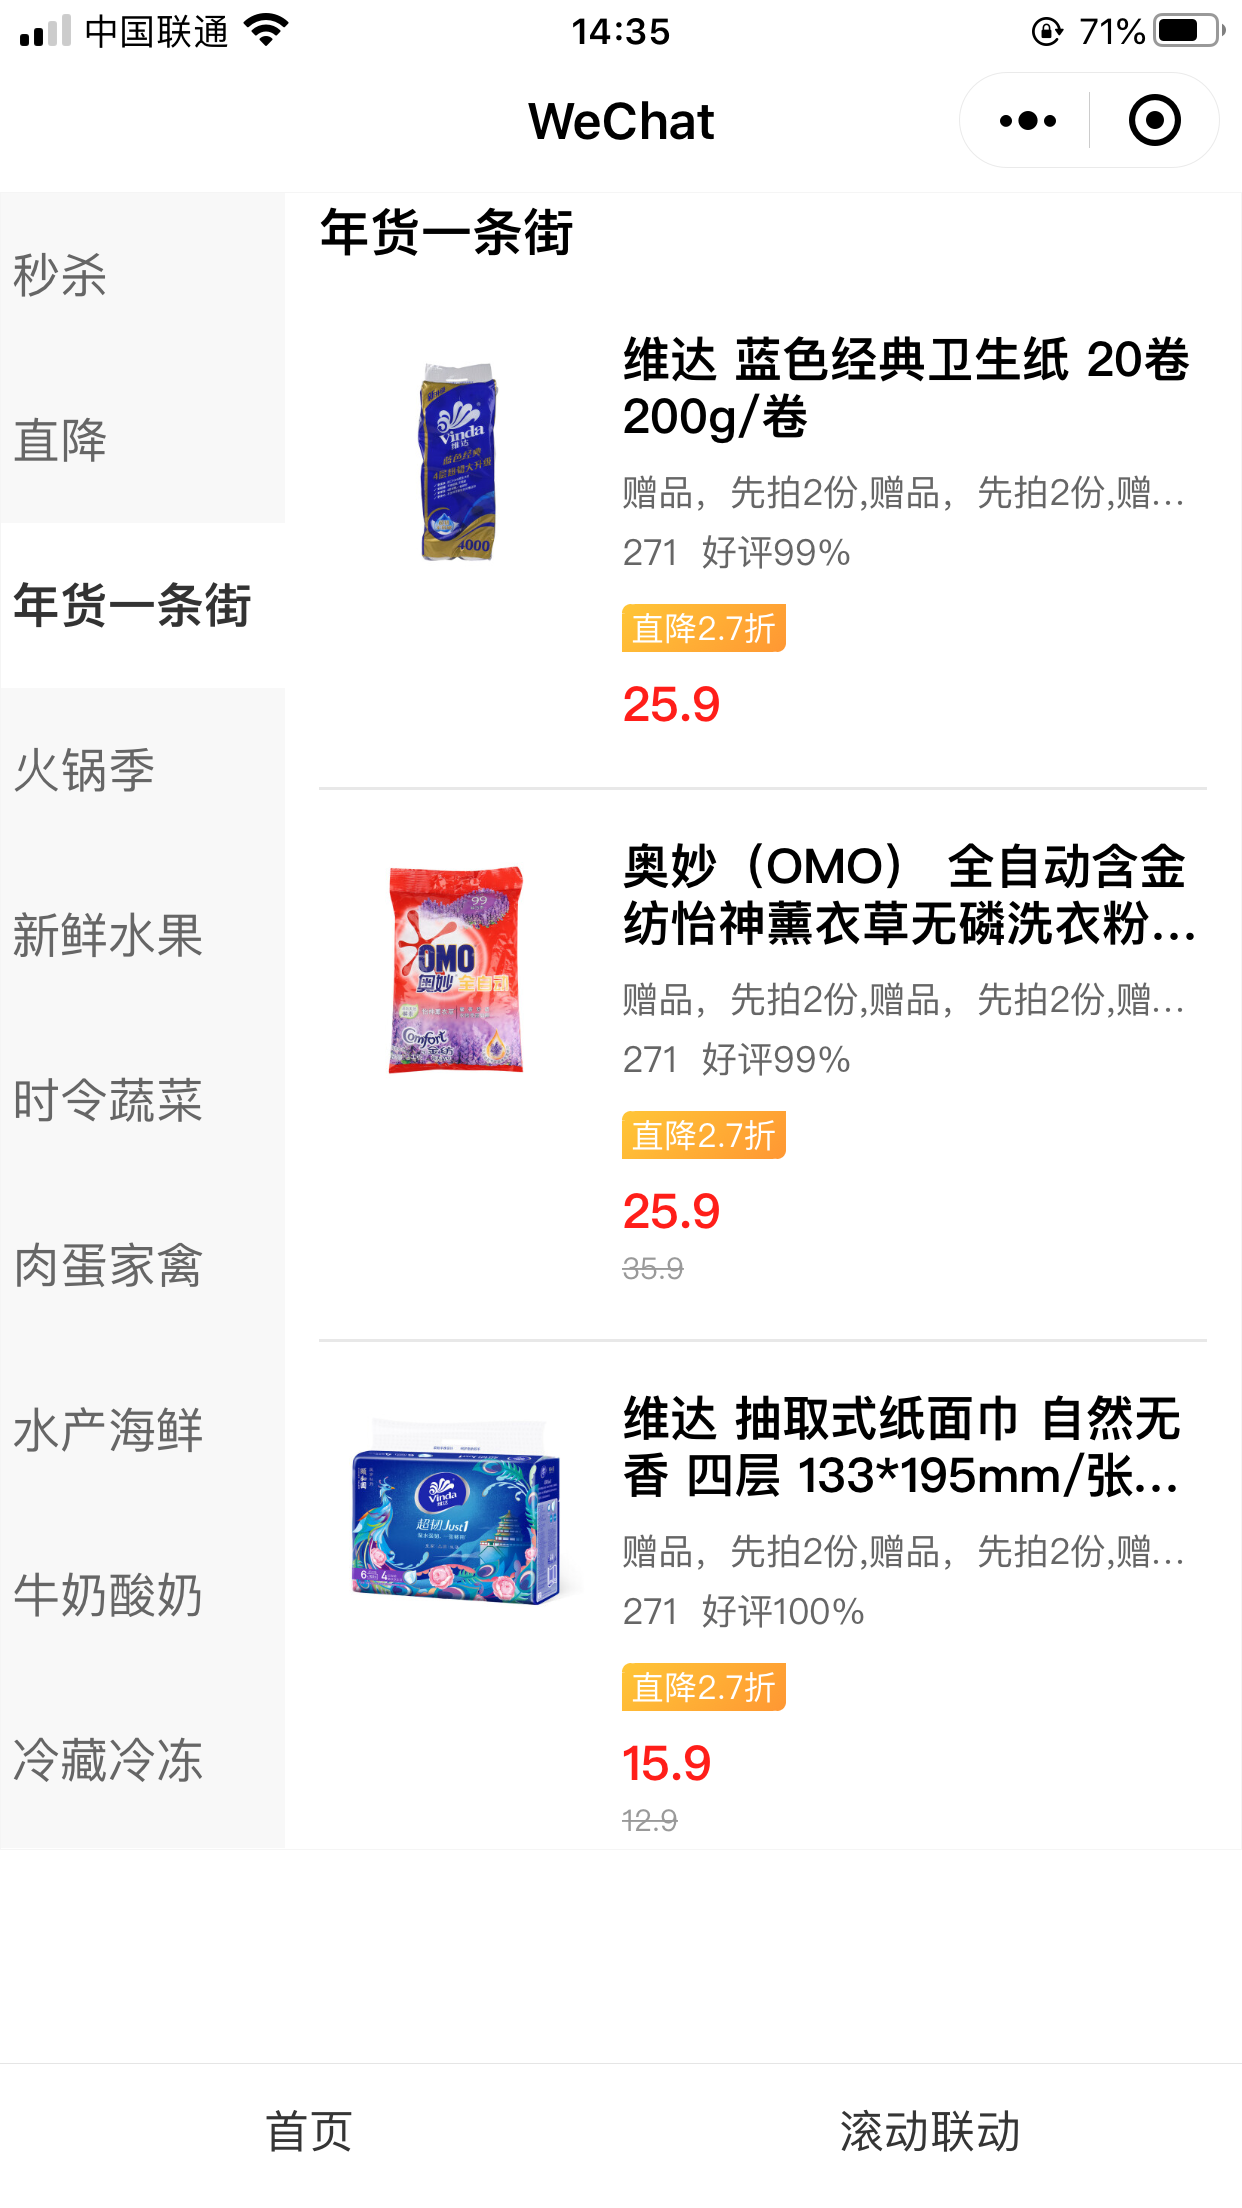 中国联通
14:35
71%
WeChat
秒杀
直降
年货一条街
火锅季
新鲜水果
时令蔬菜
肉蛋家禽
水产海鲜
牛奶酸奶
冷藏冷冻
年货一条街
Vinda
维达
蓝色经典
4000
维达 蓝色经典卫生纸 20卷
200g/卷
赠品，先拍2份,赠品，先拍2份,赠...
271 好评99%
直降2.7折
25.9
99
OMO
奥妙 全自动
Comfort
金纺
奥妙（OMO） 全自动含金
纺怡神薰衣草无磷洗衣粉...
赠品，先拍2份,赠品，先拍2份,赠...
271 好评99%
直降2.7折
25.9
35.9
Vinda
维达
超韧Just1
6
4
维达 抽取式纸面巾 自然无
香 四层 133*195mm/张...
赠品，先拍2份,赠品，先拍2份,赠...
271 好评100%
直降2.7折
15.9
12.9
首页
滚动联动